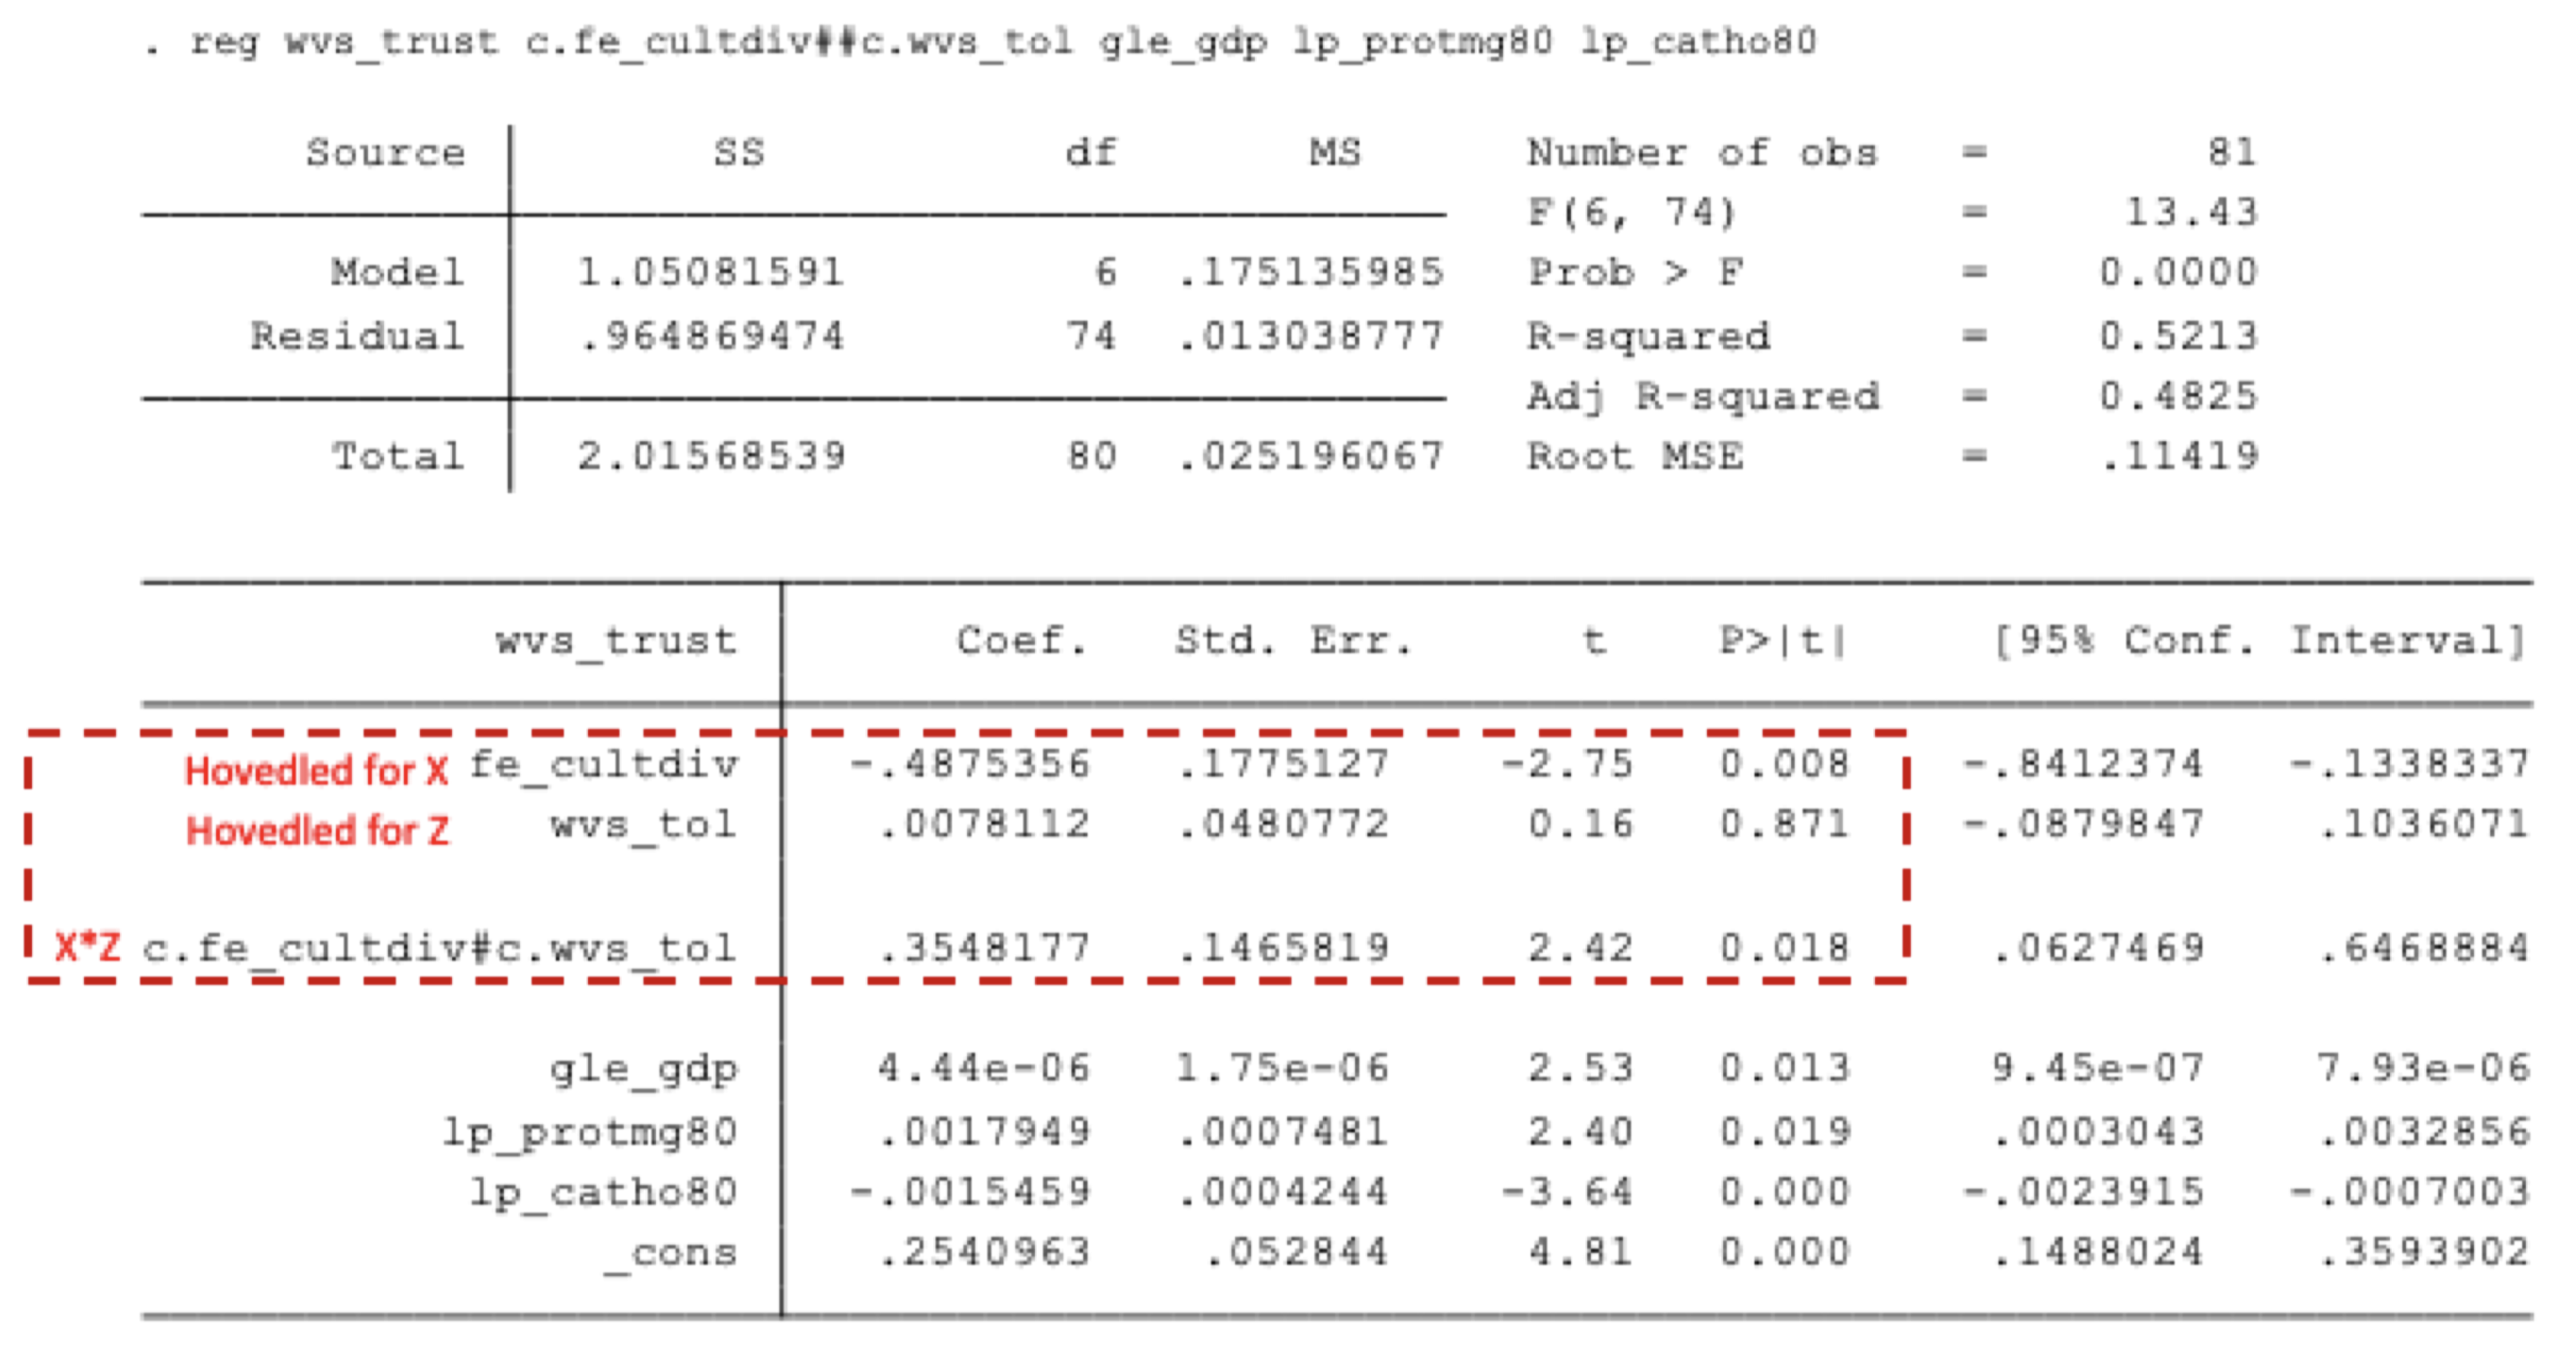 . reg wvs_trust c.fe_cultdiv##c.wvs_tol gle_gdp lp_protmg80 lp_catho80
Source SS df MS Number of obs = 81
F(6, 74) = 13.43
Model 1.05081591 6 .175135985 Prob > F = 0.0000
Residual .964869474 74 .013038777 R-squared = 0.5213
Adj R-squared = 0.4825
Total 2.01568539 80 .025196067 Root MSE = .11419
wvs_trust Coef. Std. Err. t P>|t| [95% Conf. Interval]
Hovedled for X fe_cultdiv -.4875356 .1775127 -2.75 0.008 -.8412374 -.1338337
Hovedled for Z wvs_tol .0078112 .0480772 0.16 0.871 -.0879847 .1036071
X*Z c.fe_cultdiv#c.wvs_tol .3548177 .1465819 2.42 0.018 .0627469 .6468884
gle_gdp 4.44e-06 1.75e-06 2.53 0.013 9.45e-07 7.93e-06
lp_protmg80 .0017949 .0007481 2.40 0.019 .0003043 .0032856
lp_catho80 -.0015459 .0004244 -3.64 0.000 -.0023915 -.0007003
_cons .2540963 .052844 4.81 0.000 .1488024 .3593902